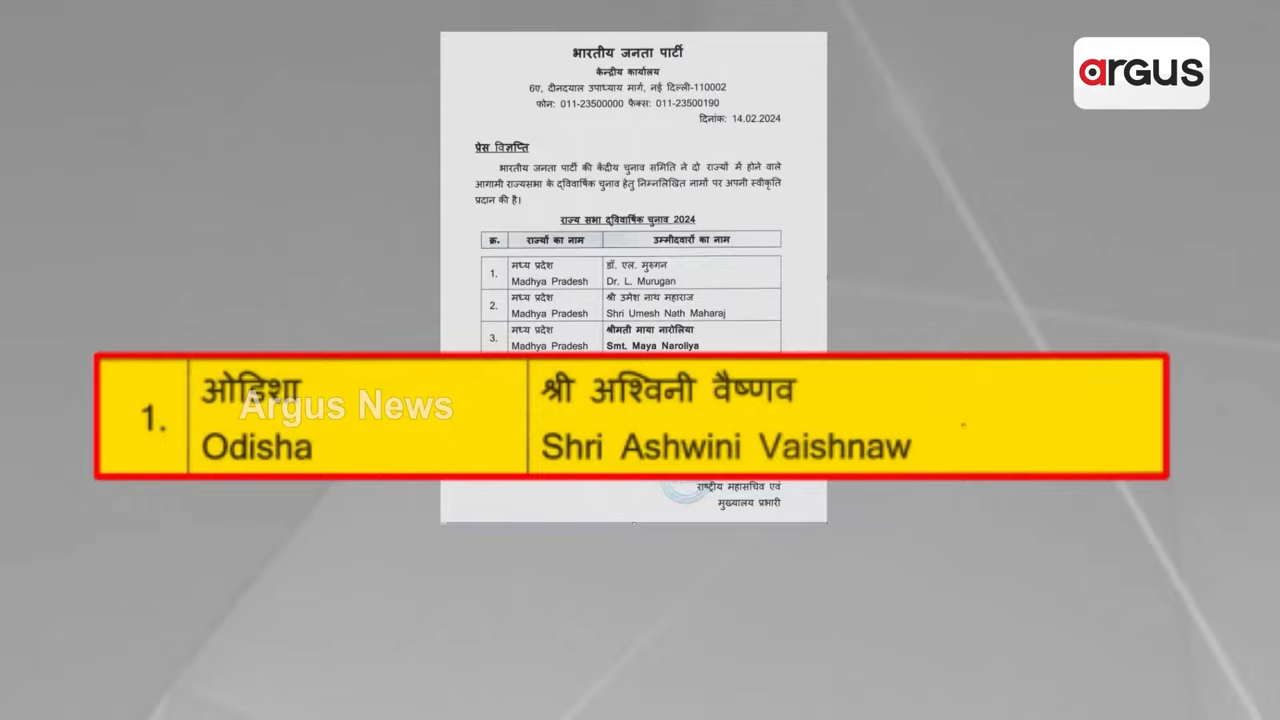 argus
भारतीय जनता पार्टी
केन्द्रीय कार्यालय
6ए, दीनदयाल उपाध्याय मार्ग, नई दिल्ली-110002
फोन: 011-23500000 फैक्स: 011-23500190
दिनांक: 14.02.2024
प्रेस विज्ञप्ति
भारतीय जनता पार्टी की केंद्रीय चुनाव समिति ने दो राज्यों में होने वाले
आगामी राज्यसभा के द्विवार्षिक चुनाव हेतु निम्नलिखित नामों पर अपनी स्वीकृति
प्रदान की है।
राज्य सभा द्विवार्षिक चुनाव 2024
क्र. राज्यों का नाम उम्मीदवारों का नाम
1. मध्य प्रदेश डॉ. एल. मुरुगन
Madhya Pradesh Dr. L. Murugan
2. मध्य प्रदेश श्री उमेश नाथ महाराज
Madhya Pradesh Shri Umesh Nath Maharaj
3. मध्य प्रदेश श्रीमती माया नारोलिया
Madhya Pradesh Smt. Maya Naroliya
1. ओडिशा श्री अश्विनी वैष्णव
Argus News
Odisha Shri Ashwini Vaishnaw
राष्ट्रीय महासचिव एवं
मुख्यालय प्रभारी